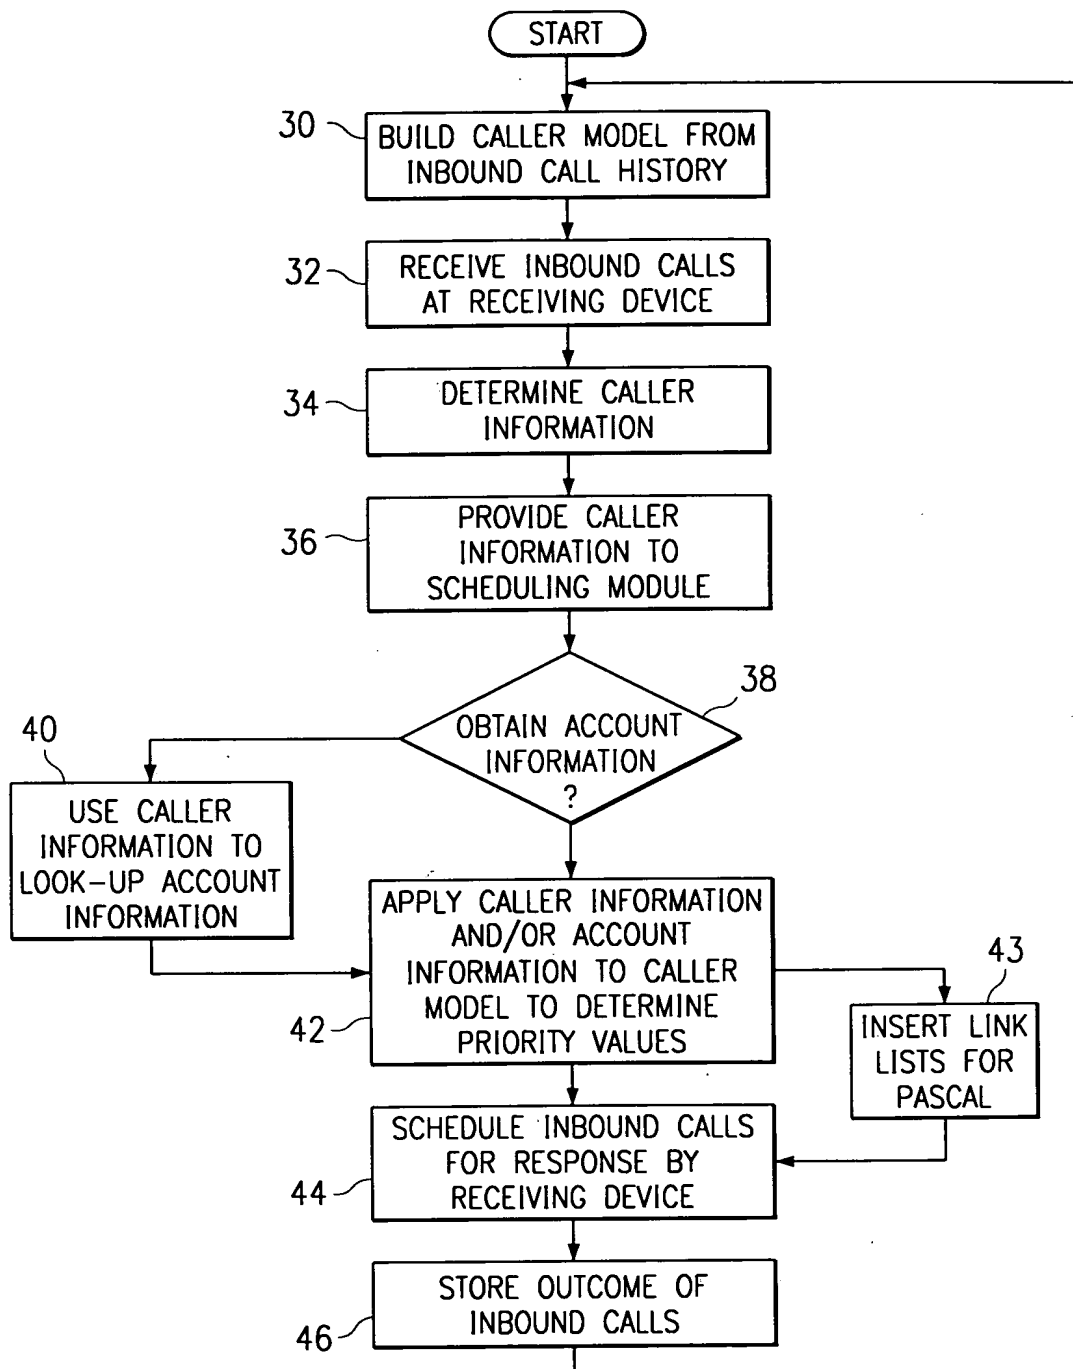 START
30
BUILD CALLER MODEL FROM
INBOUND CALL HISTORY
32
RECEIVE INBOUND CALLS
AT RECEIVING DEVICE
34
DETERMINE CALLER
INFORMATION
36
PROVIDE CALLER
INFORMATION TO
SCHEDULING MODULE
38
OBTAIN ACCOUNT
INFORMATION
?
40
USE CALLER
INFORMATION TO
LOOK-UP ACCOUNT
INFORMATION
42
APPLY CALLER INFORMATION
AND/OR ACCOUNT
INFORMATION TO CALLER
MODEL TO DETERMINE
PRIORITY VALUES
43
INSERT LINK
LISTS FOR
PASCAL
44
SCHEDULE INBOUND CALLS
FOR RESPONSE BY
RECEIVING DEVICE
46
STORE OUTCOME OF
INBOUND CALLS